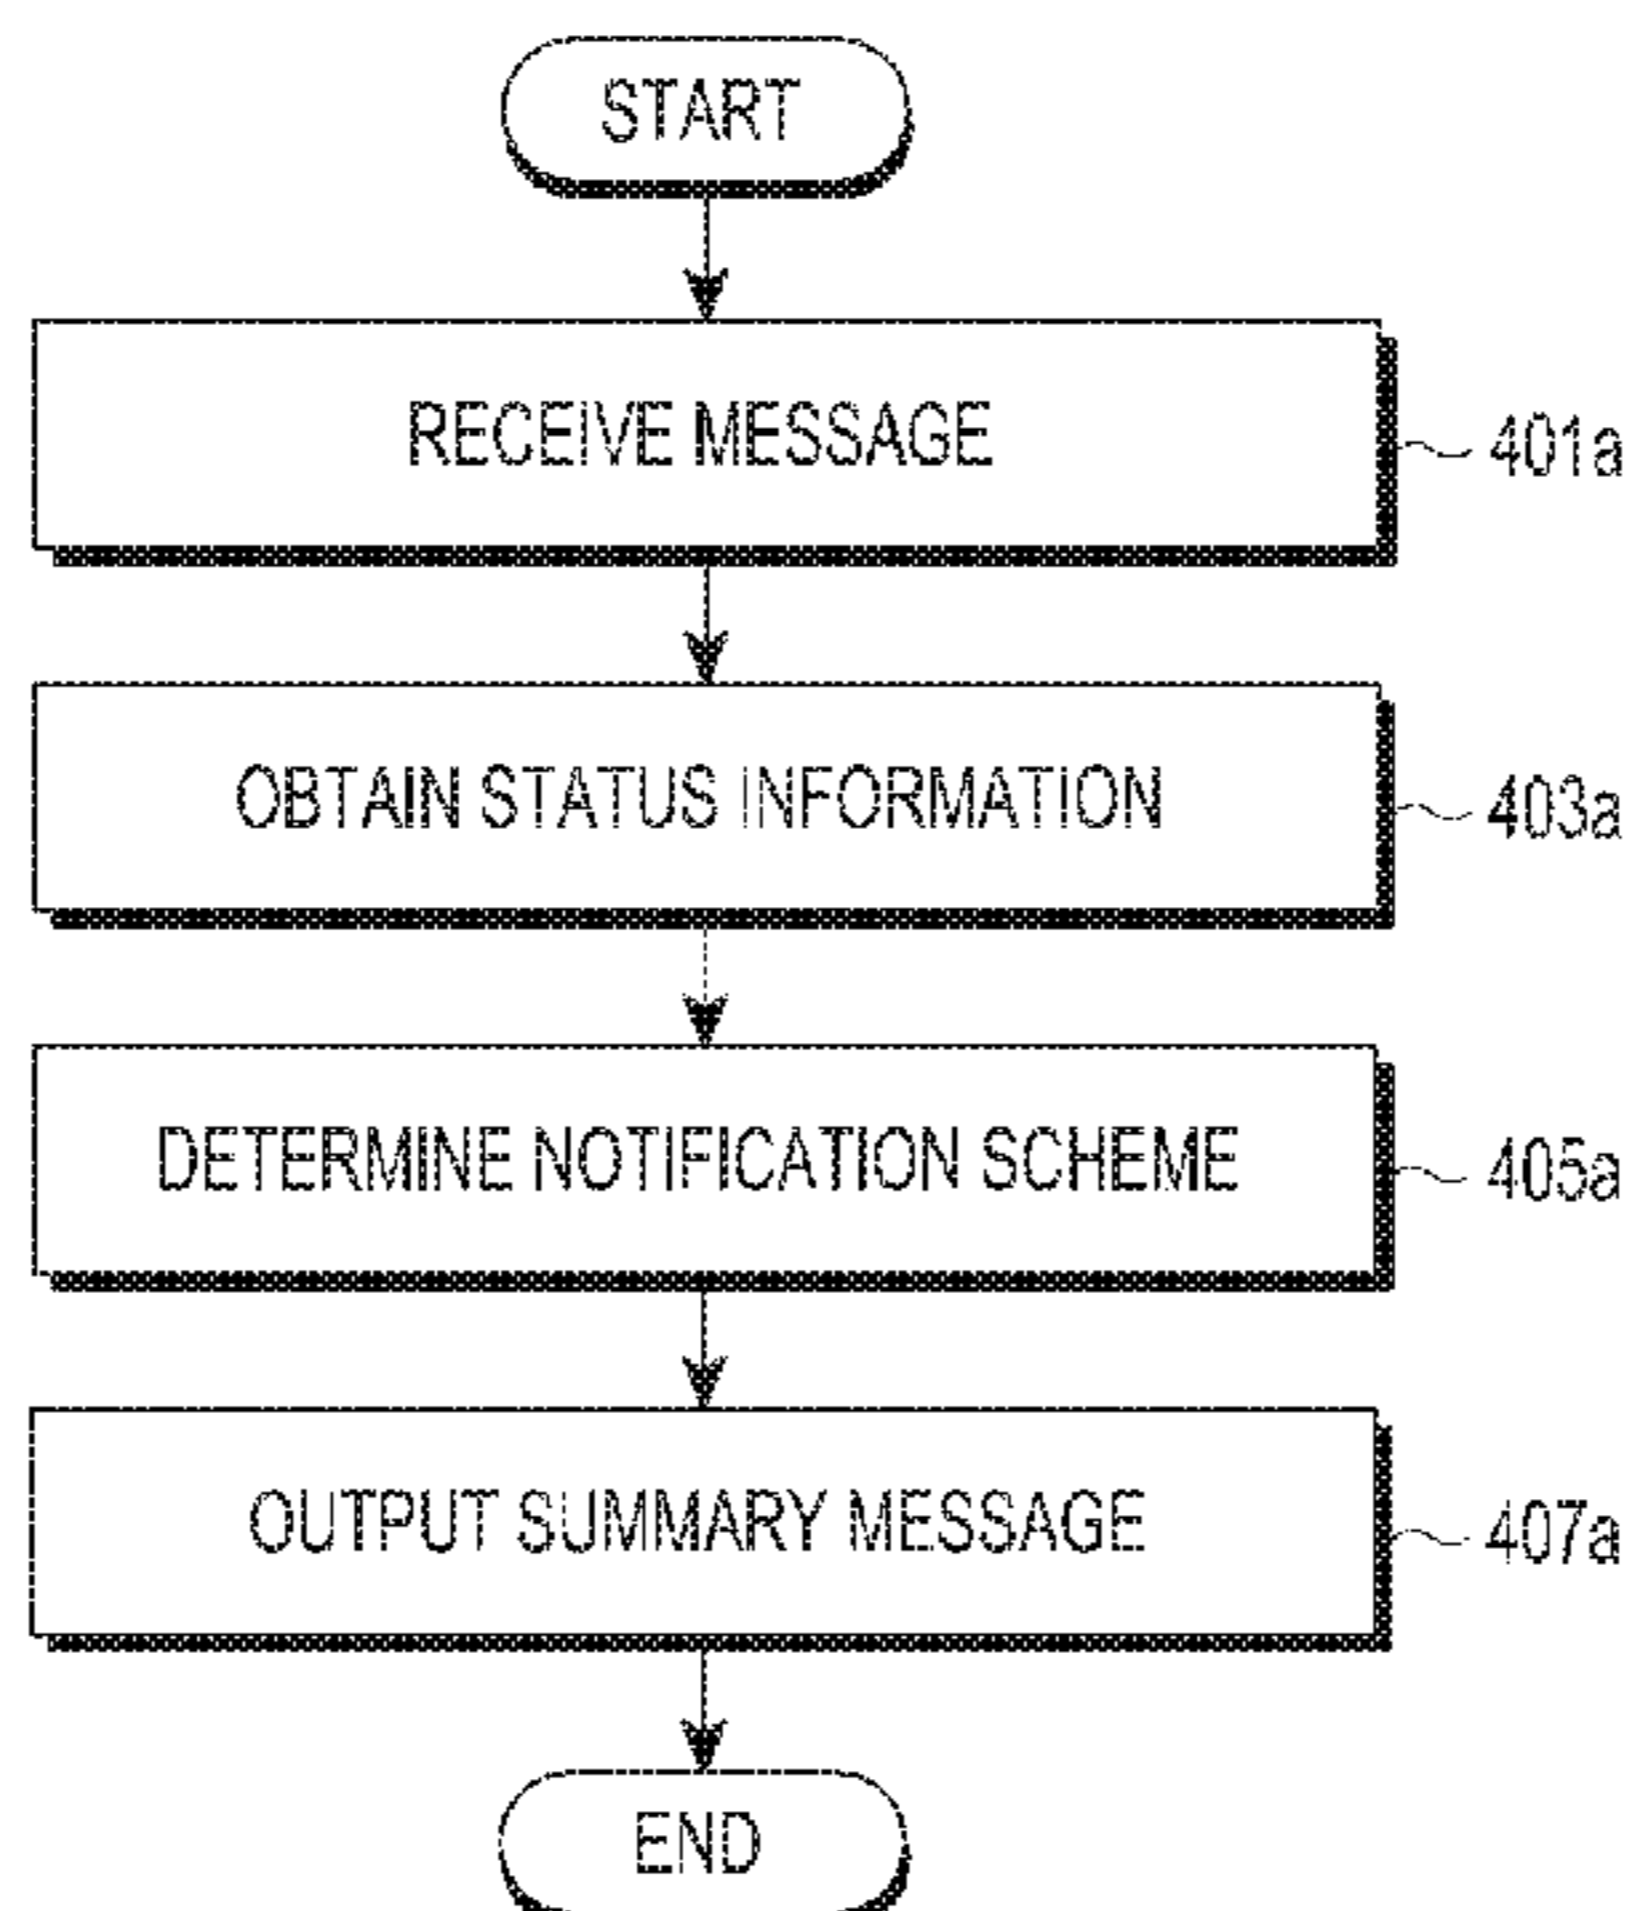 START
RECEIVE MESSAGE
401a
OBTAIN STATUS INFORMATION
403a
DETERMINE NOTIFICATION SCHEME
405a
OUTPUT SUMMARY MESSAGE
407a
END